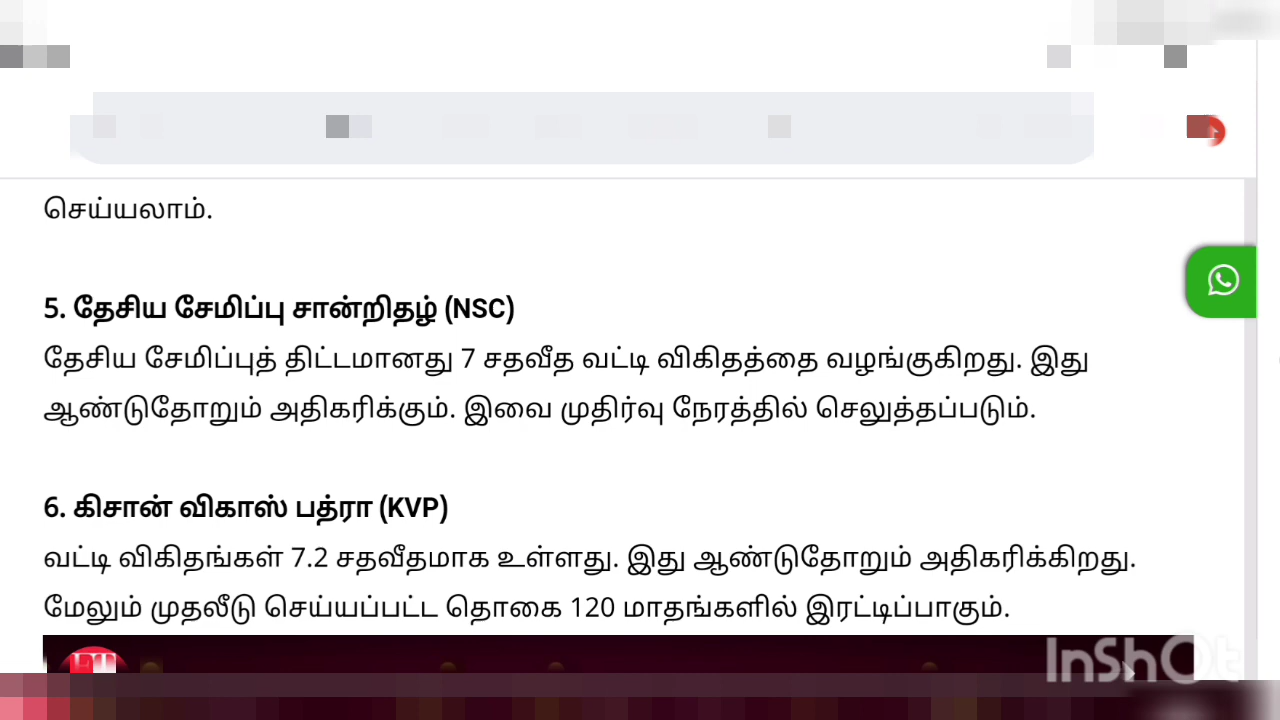 செய்யலாம்.
5. தேசிய சேமிப்பு சான்றிதழ் (NSC)
தேசிய சேமிப்புத் திட்டமானது 7 சதவீத வட்டி விகிதத்தை வழங்குகிறது. இது
ஆண்டுதோறும் அதிகரிக்கும். இவை முதிர்வு நேரத்தில் செலுத்தப்படும்.
6. கிசான் விகாஸ் பத்ரா (KVP)
வட்டி விகிதங்கள் 7.2 சதவீதமாக உள்ளது. இது ஆண்டுதோறும் அதிகரிக்கிறது.
மேலும் முதலீடு செய்யப்பட்ட தொகை 120 மாதங்களில் இரட்டிப்பாகும்.
ET
InShOt